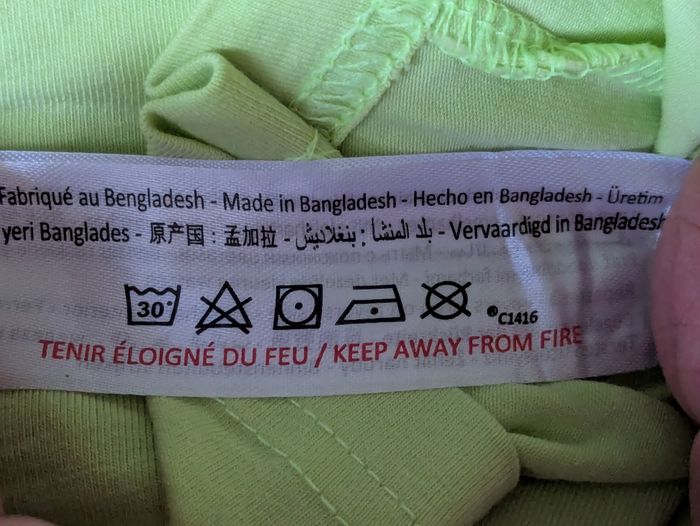 Fabriqué au Bengladesh - Made in Bangladesh - Hecho en Bangladesh - Üretim
yeri Banglades - 原产国 : 孟加拉 - بلد المنشأ : بنغلاديش - Vervaardigd in Bangladesh
30° ®C1416
TENIR ÉLOIGNÉ DU FEU / KEEP AWAY FROM FIRE